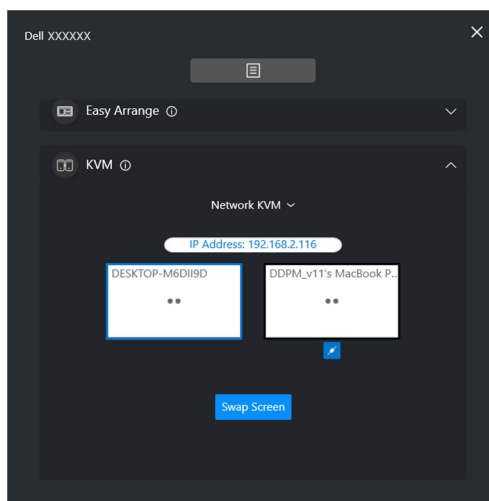 Dell XXXXXX
Easy Arrange
KVM
Network KVM
IP Address: 192.168.2.116
DESKTOP-M6DII9D
DDPM_v11's MacBook P..
Swap Screen